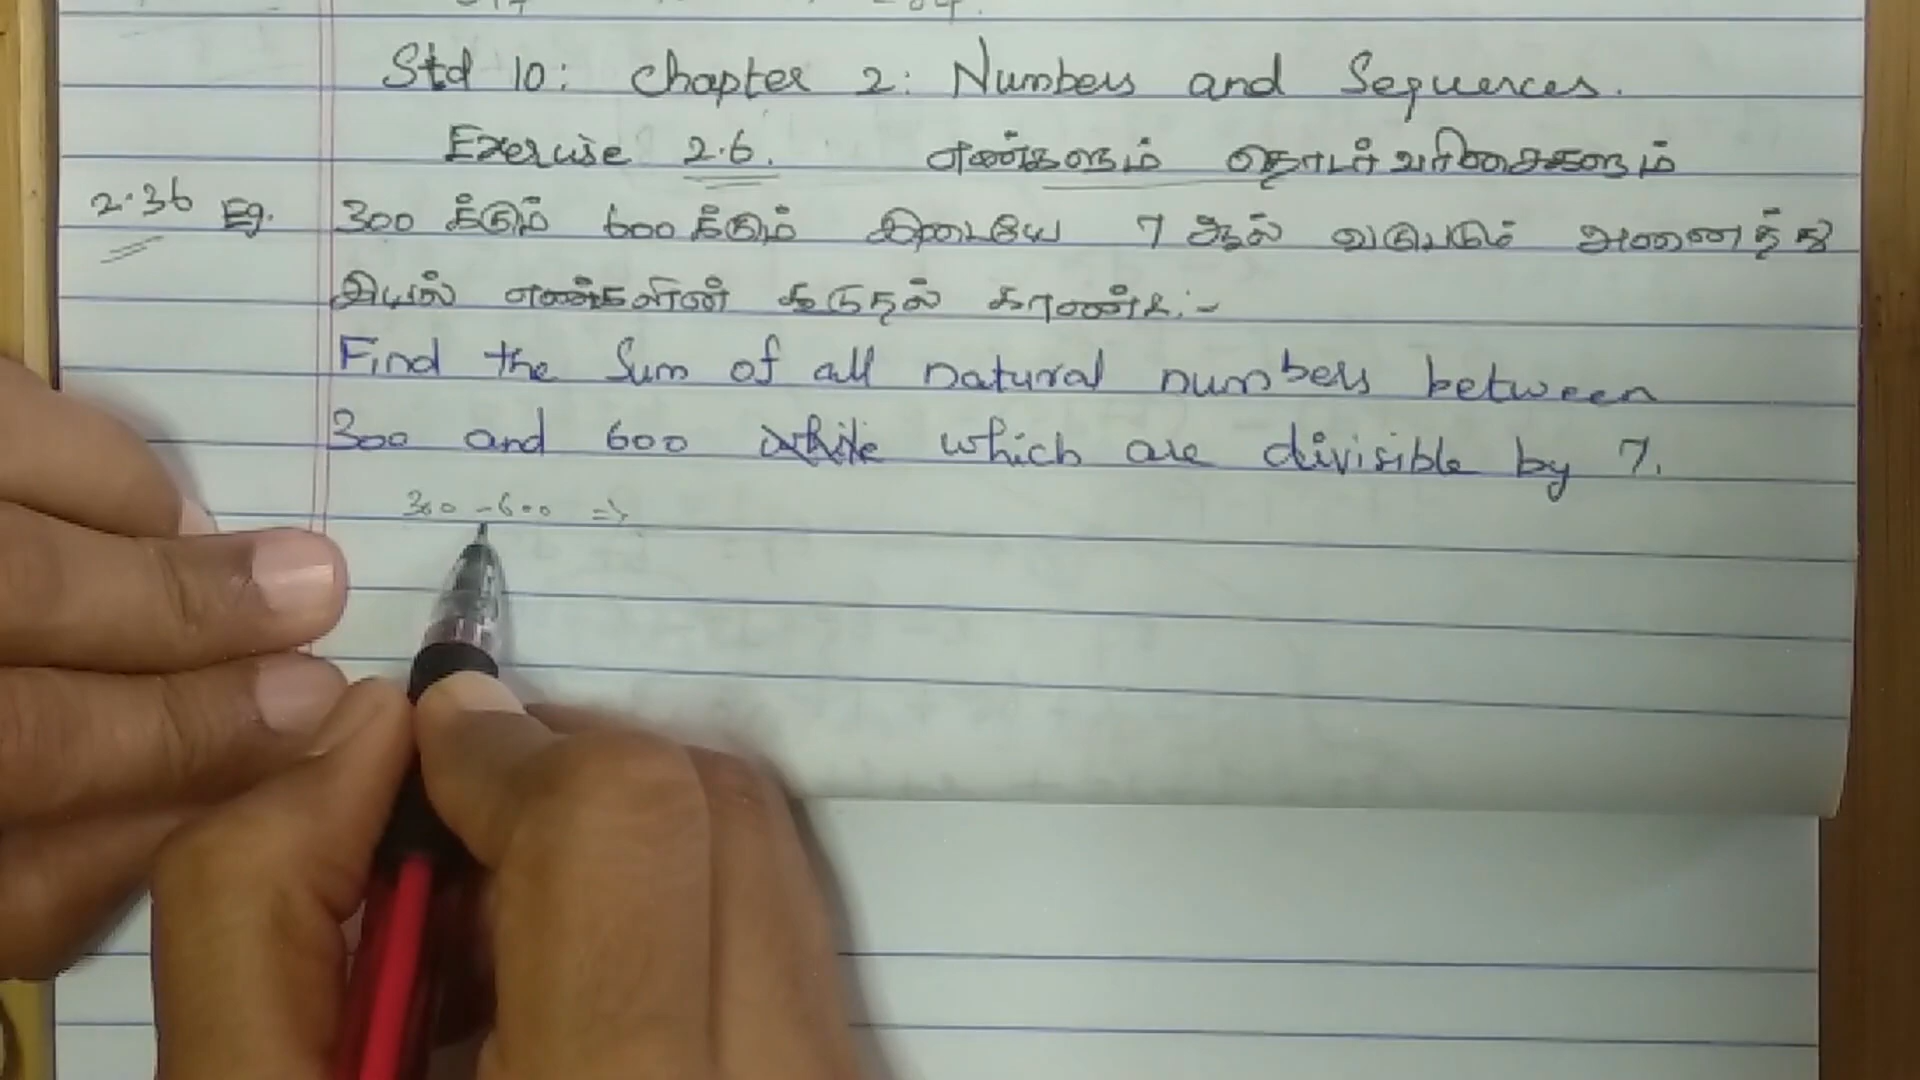 Std 10: Chapter 2: Numbers and Sequences.
Exercise 2.6. எண்களும் தொடர் வரிசைகளும்
2.36 Eg. 300 க்கும் 600 க்கும் இடையே 7 ஆல் வகுபடும் அனைத்து
இயல் எண்களின் கூடுதல் காண்க:-
Find the Sum of all natural numbers between
300 and 600 which are divisible by 7.
300 - 600 =>